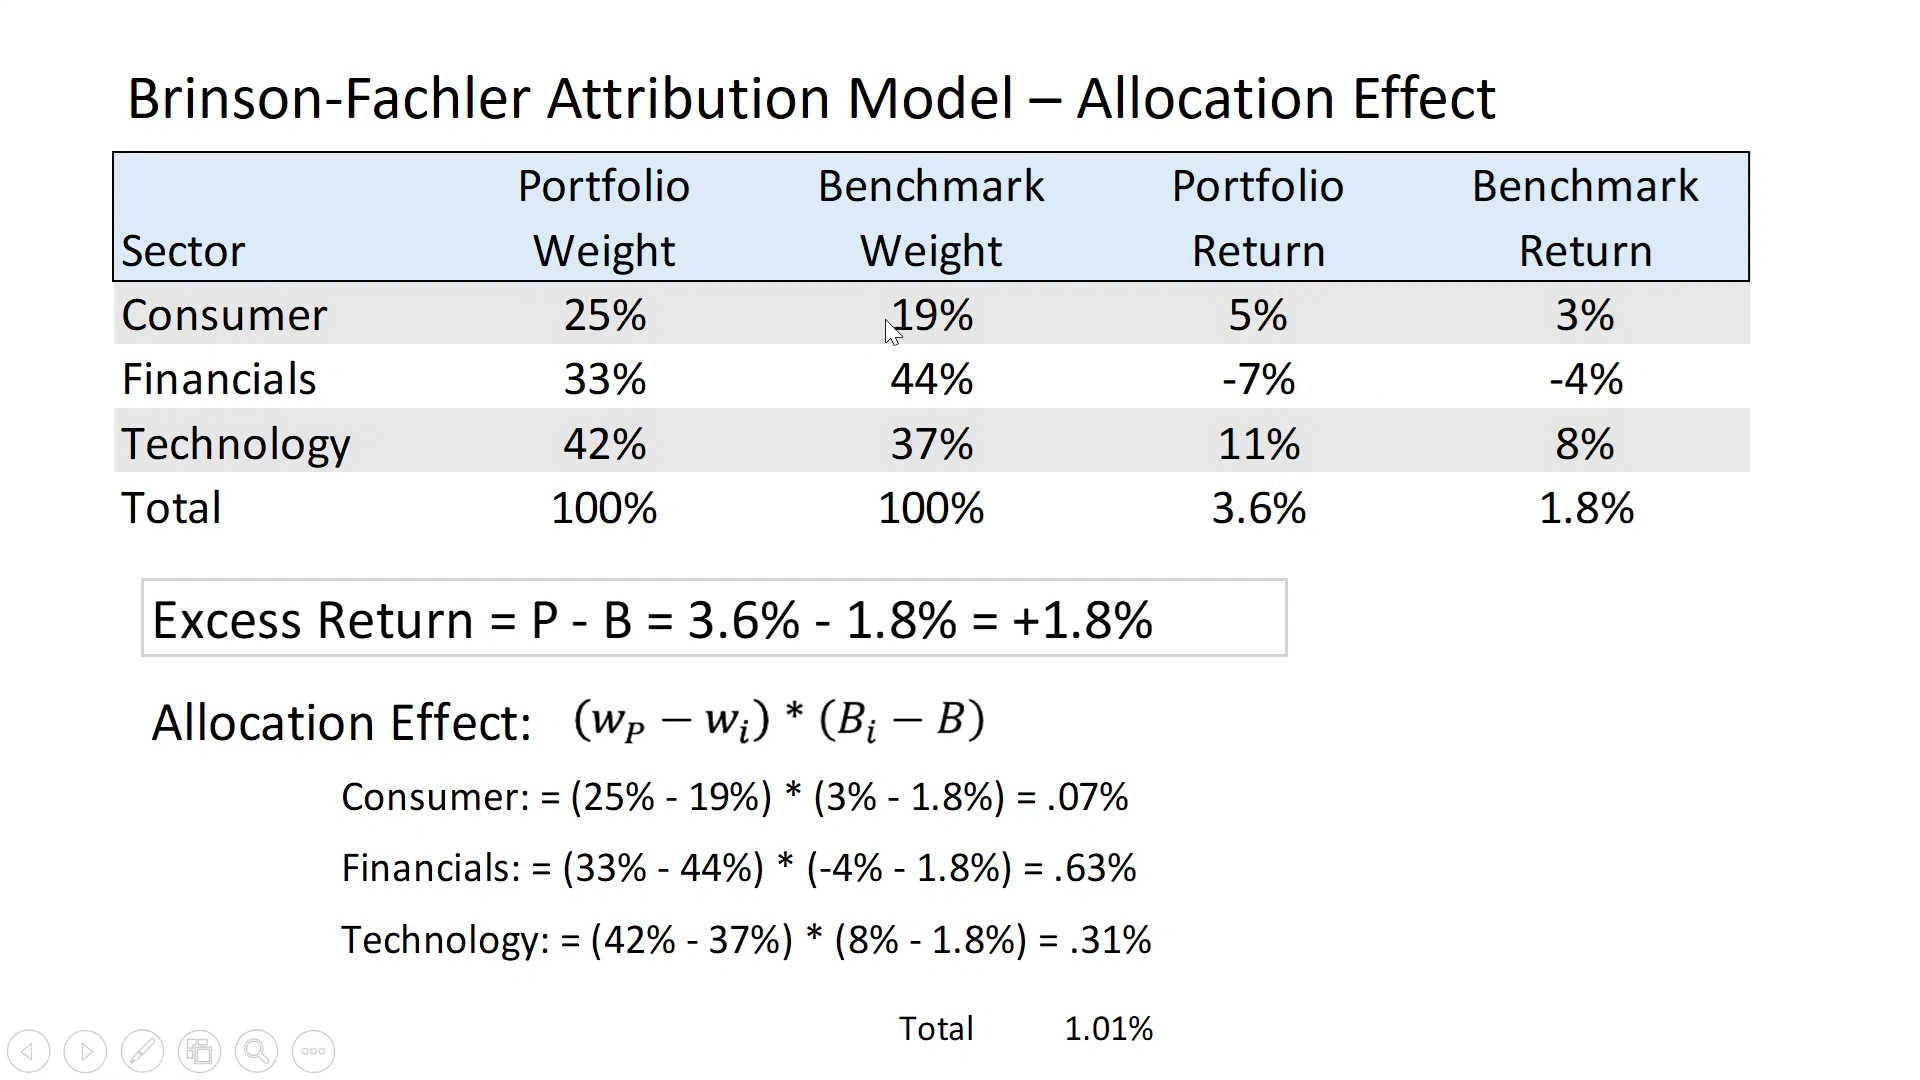 Brinson-Fachler Attribution Model – Allocation Effect
Sector Portfolio Weight Benchmark Weight Portfolio Return Benchmark Return
Consumer 25% 19% 5% 3%
Financials 33% 44% -7% -4%
Technology 42% 37% 11% 8%
Total 100% 100% 3.6% 1.8%
Excess Return = P - B = 3.6% - 1.8% = +1.8%
Allocation Effect: (w_P − w_i) * (B_i − B)
Consumer: = (25% - 19%) * (3% - 1.8%) = .07%
Financials: = (33% - 44%) * (-4% - 1.8%) = .63%
Technology: = (42% - 37%) * (8% - 1.8%) = .31%
Total 1.01%